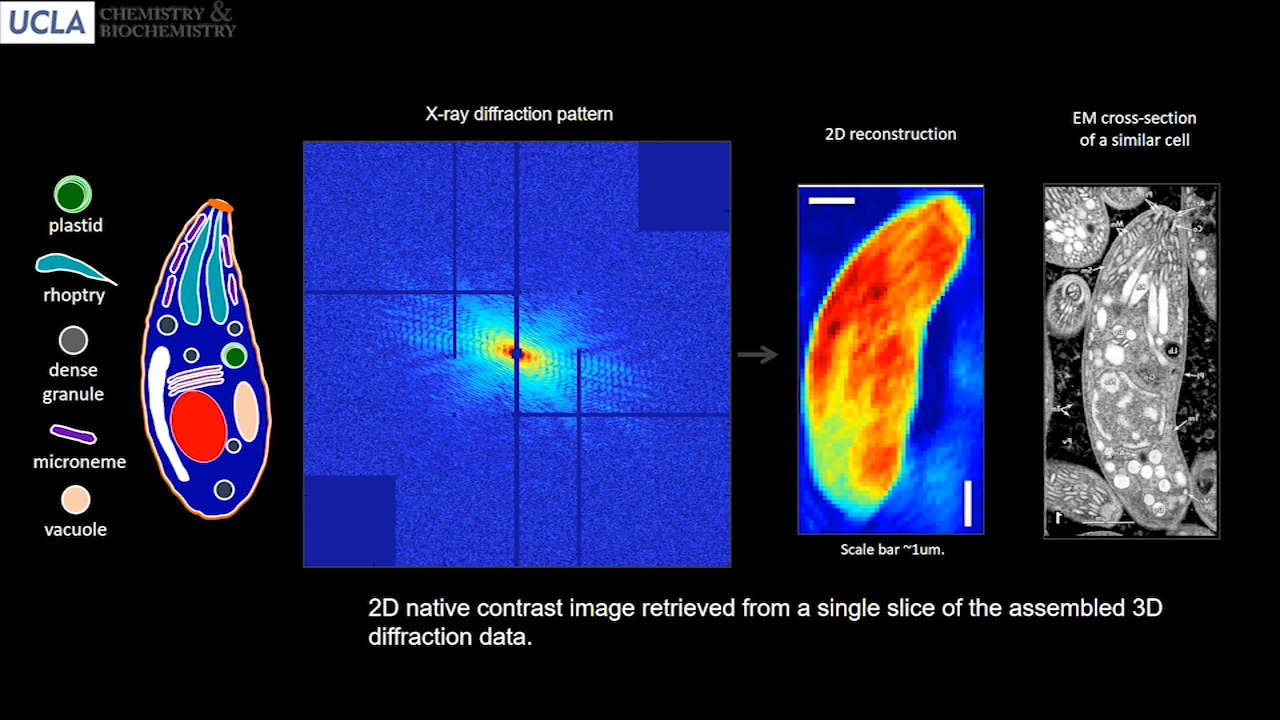 UCLA CHEMISTRY &
BIOCHEMISTRY
X-ray diffraction pattern
2D reconstruction
EM cross-section
of a similar cell
plastid
rhoptry
dense
granule
microneme
vacuole
Scale bar ~1um.
2D native contrast image retrieved from a single slice of the assembled 3D
diffraction data.